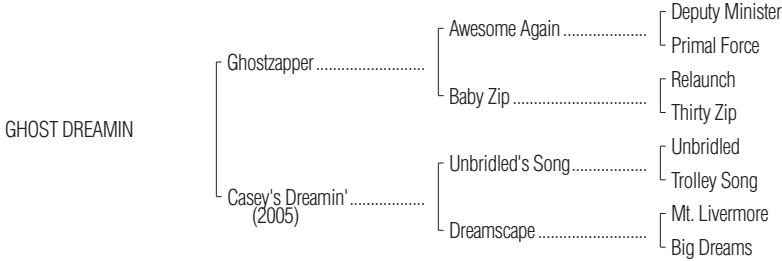 Deputy Minister
Awesome Again ....................
Primal Force
Ghostzapper ..........................
Relaunch
Baby Zip ................................
Thirty Zip
GHOST DREAMIN
Unbridled
Unbridled's Song..................
Trolley Song
Casey's Dreamin'..................
(2005)
Mt. Livermore
Dreamscape ..........................
Big Dreams